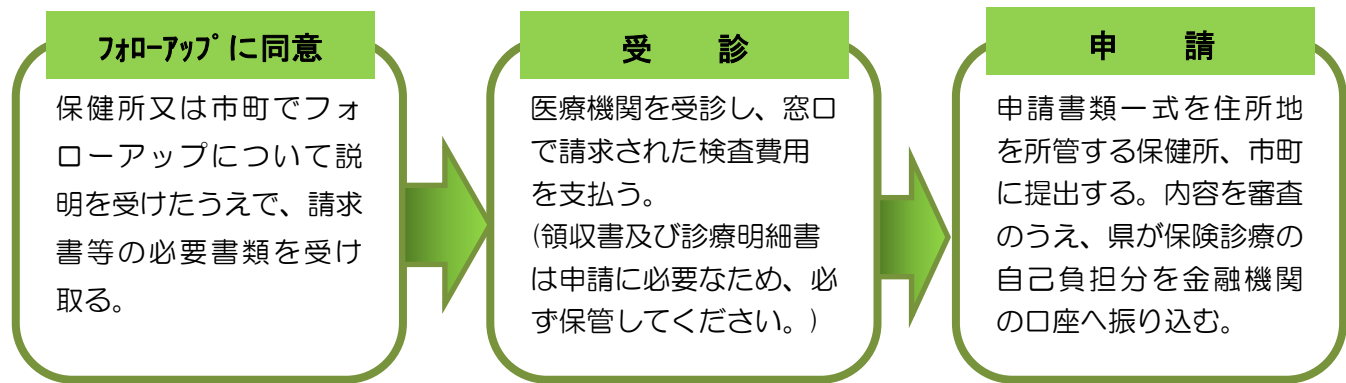 ﾌｫﾛｰｱｯﾌﾟに同意
保健所又は市町でフォ
ローアップについて説
明を受けたうえで、請求
書等の必要書類を受け
取る。
受　　診
医療機関を受診し、窓口
で請求された検査費用
を支払う。
(領収書及び診療明細書
は申請に必要なため、必
ず保管してください。)
申　　請
申請書類一式を住所地
を所管する保健所、市町
に提出する。内容を審査
のうえ、県が保険診療の
自己負担分を金融機関
の口座へ振り込む。